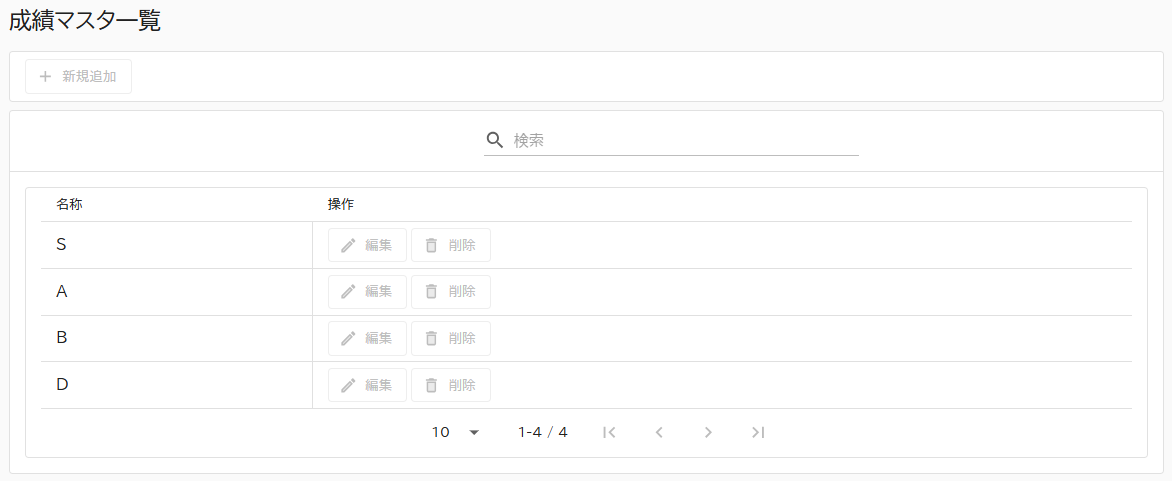 成績マスタ一覧
新規追加
検索
名称 操作
S 編集 削除
A 編集 削除
B 編集 削除
D 編集 削除
10 1-4 / 4